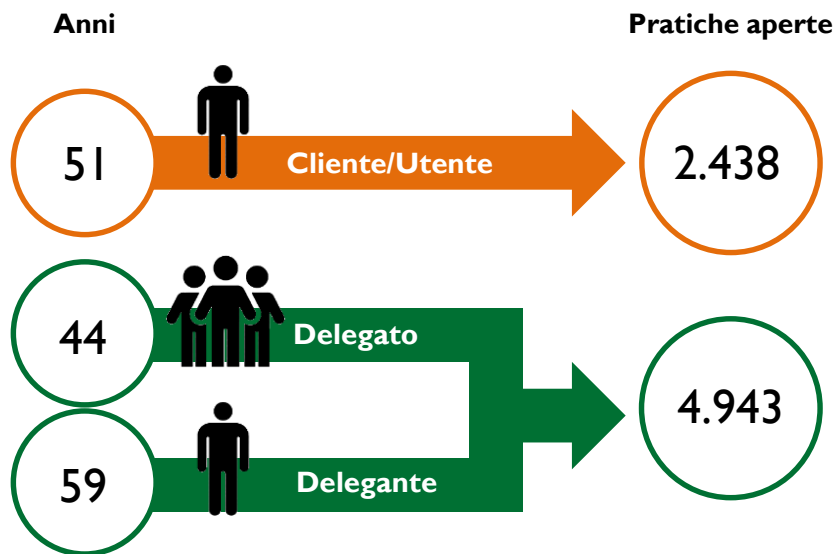 Anni
Pratiche aperte
51
Cliente/Utente
2.438
44
Delegato
4.943
59
Delegante